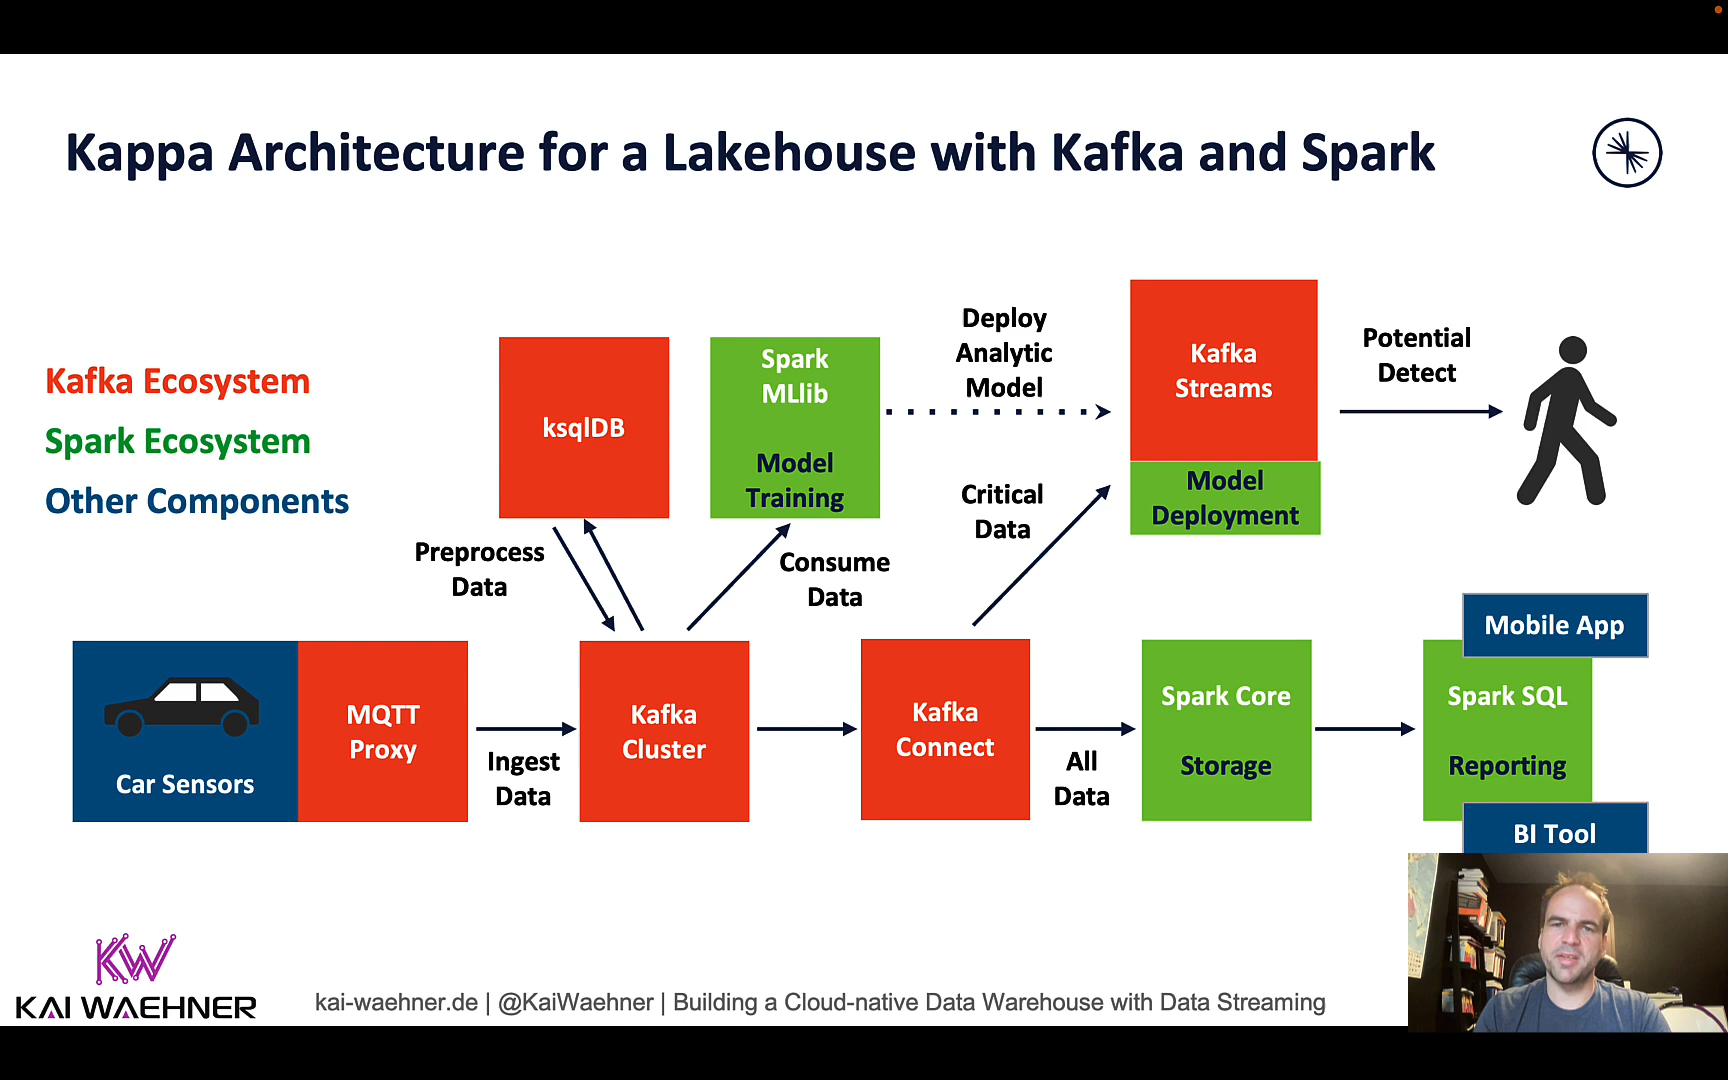 Kappa Architecture for a Lakehouse with Kafka and Spark
Kafka Ecosystem
Spark Ecosystem
Other Components
ksqlDB
Spark
MLlib
Model
Training
Deploy
Analytic
Model
Kafka
Streams
Model
Deployment
Potential
Detect
Preprocess
Data
Consume
Data
Critical
Data
Car Sensors
MQTT
Proxy
Ingest
Data
Kafka
Cluster
Kafka
Connect
All
Data
Spark Core
Storage
Mobile App
Spark SQL
Reporting
BI Tool
KW
KAI WAEHNER
kai-waehner.de | @KaiWaehner | Building a Cloud-native Data Warehouse with Data Streaming